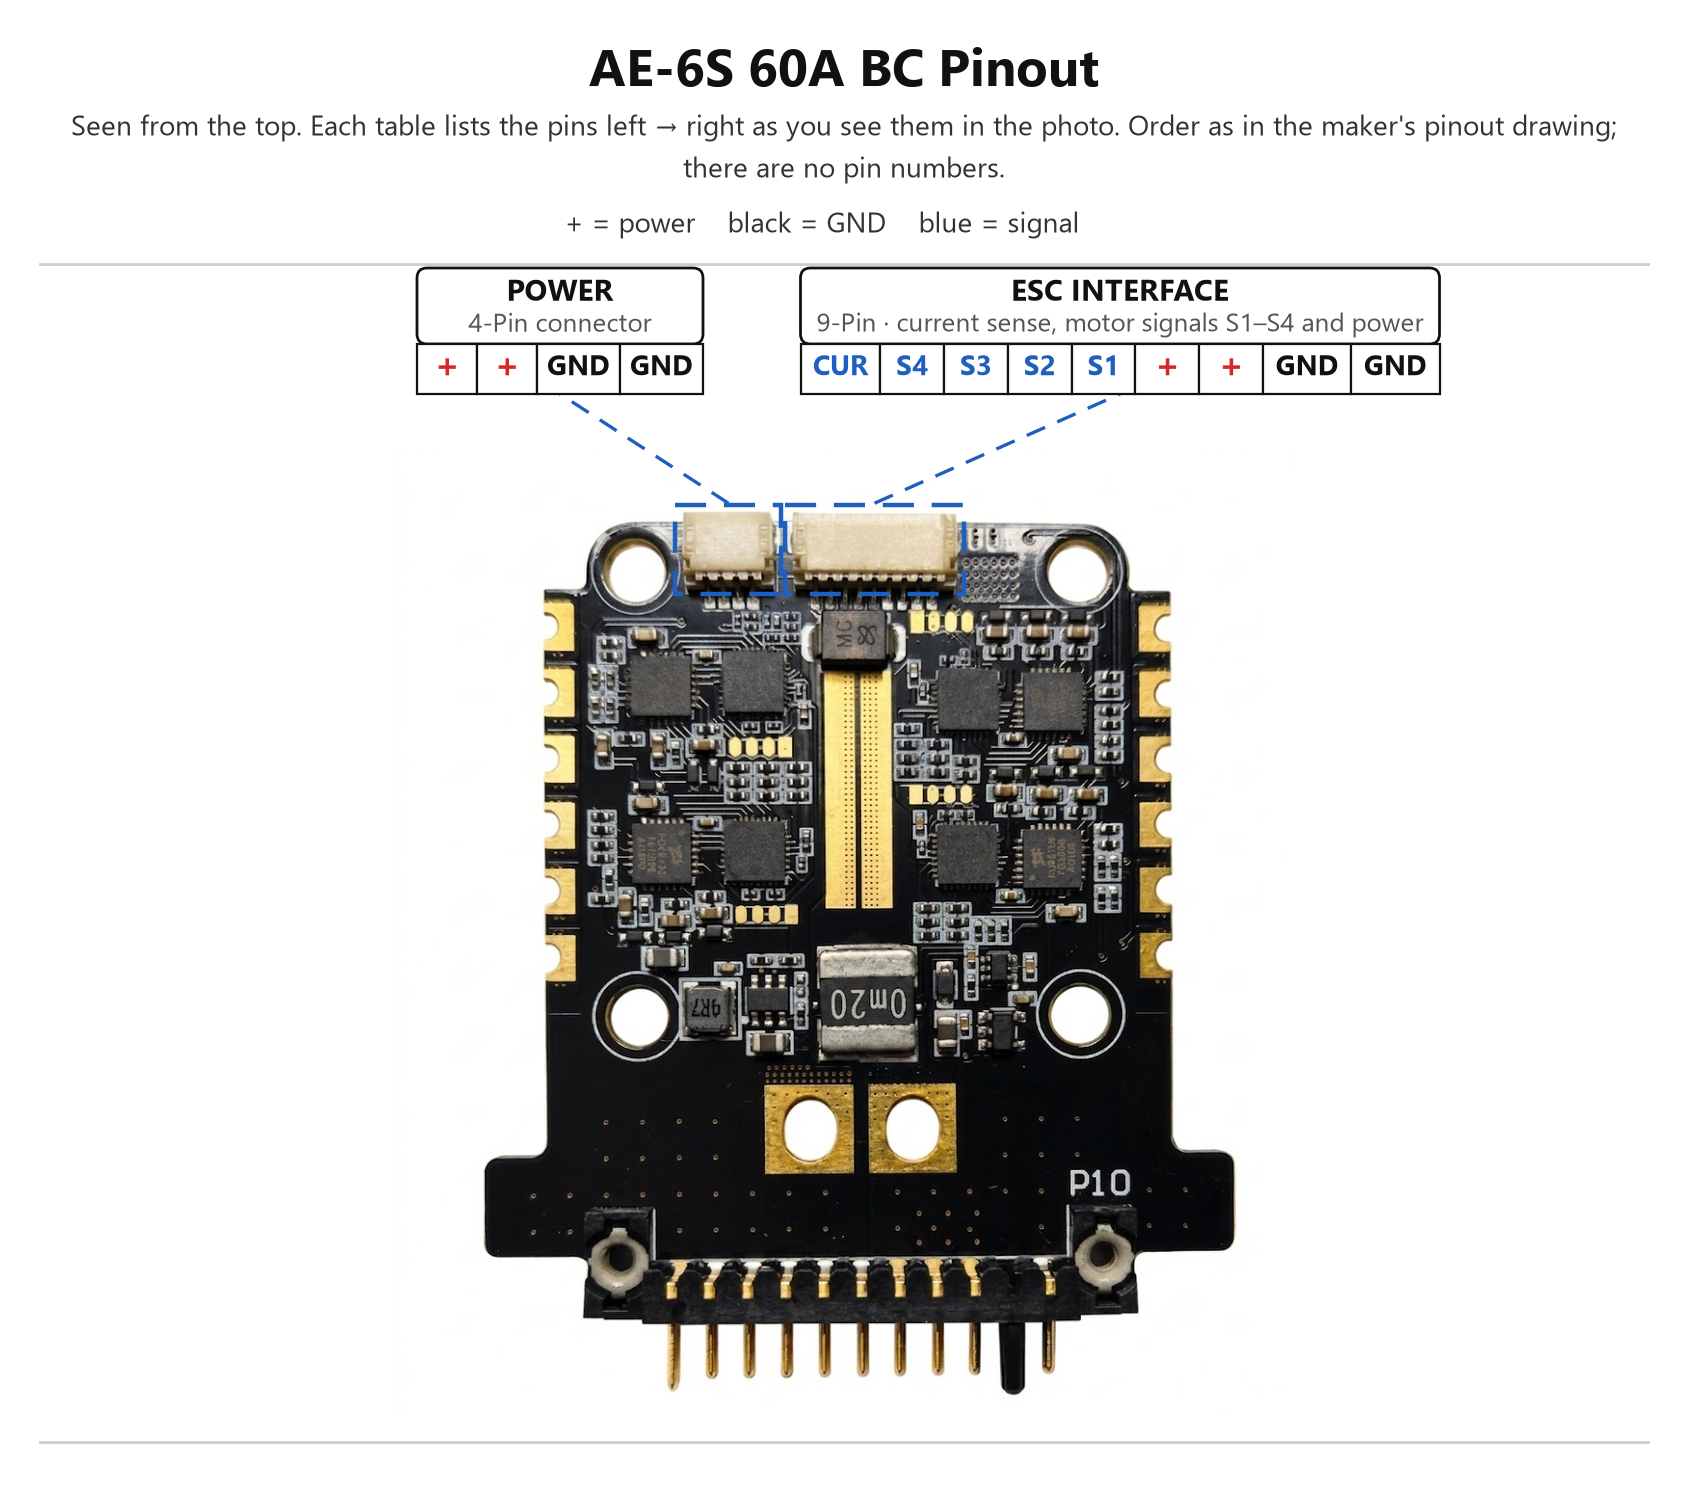 AE-6S 60A BC Pinout
Seen from the top. Each table lists the pins left → right as you see them in the photo. Order as in the maker's pinout drawing;
there are no pin numbers.
+ = power black = GND blue = signal
POWER
4-Pin connector
+ + GND GND
ESC INTERFACE
9-Pin · current sense, motor signals S1–S4 and power
CUR S4 S3 S2 S1 + + GND GND
MC
4R7
0m20
P10